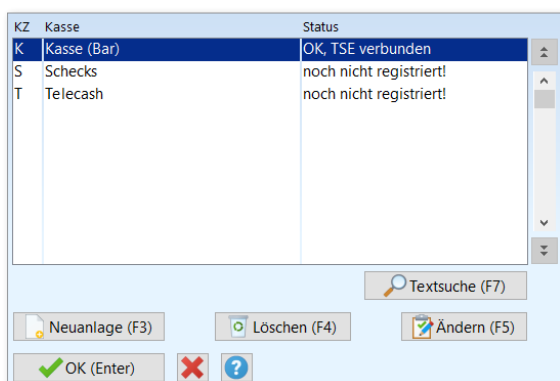 KZ Kasse Status
K Kasse (Bar) OK, TSE verbunden
S Schecks noch nicht registriert!
T Telecash noch nicht registriert!
Textsuche (F7)
Neuanlage (F3) Löschen (F4) Ändern (F5)
OK (Enter) ?